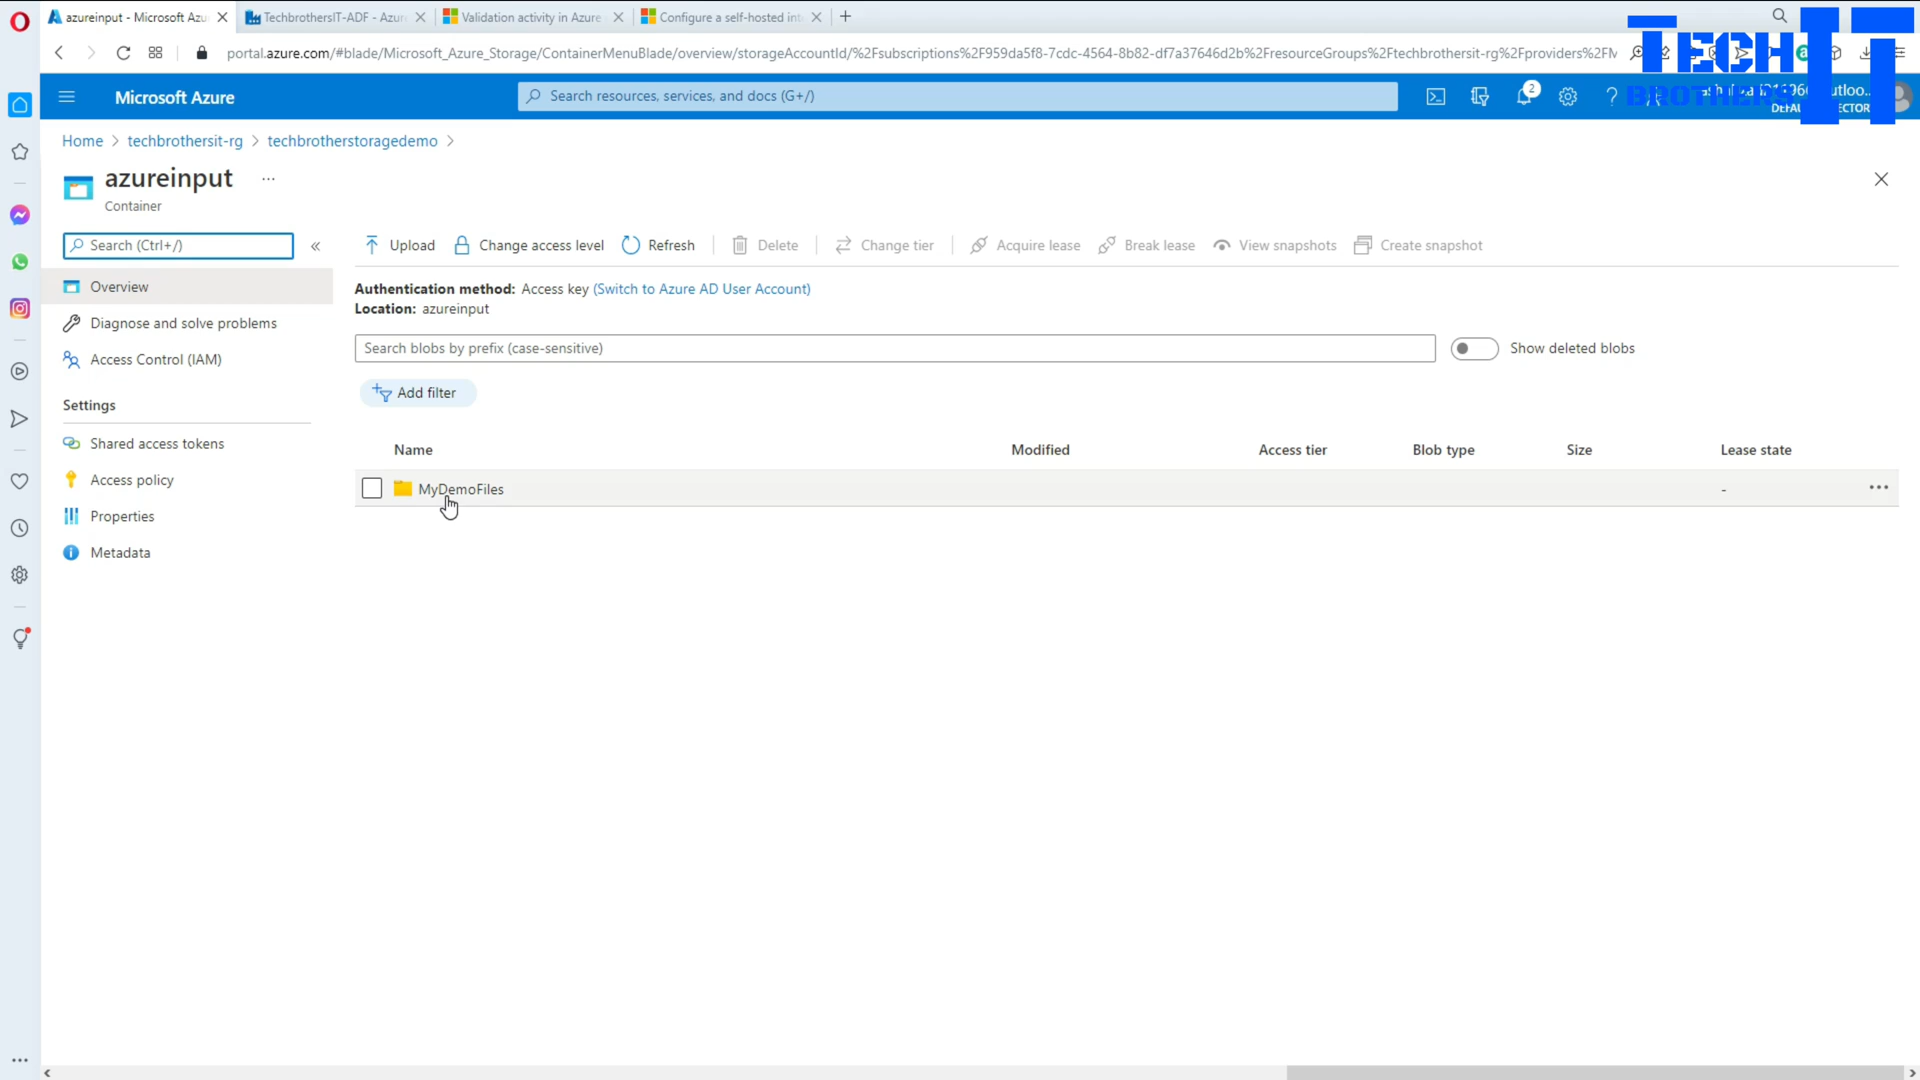 azureinput - Microsoft Azu
TechbrothersIT-ADF - Azur
Validation activity in Azure
Configure a self-hosted int
portal.azure.com/#blade/Microsoft_Azure_Storage/ContainerMenuBlade/overview/storageAccountId/%2Fsubscriptions%2F959da5f8-7cdc-4564-8b82-df7a37646d2b%2FresourceGroups%2Ftechbrothersit-rg%2Fproviders%2FM
TECH IT
BROTHERS
Microsoft Azure
Search resources, services, and docs (G+/)
2
Home > techbrothersit-rg > techbrotherstoragedemo >
azureinput ...
Container
Search (Ctrl+/)
«
Upload
Change access level
Refresh
Delete
Change tier
Acquire lease
Break lease
View snapshots
Create snapshot
Overview
Diagnose and solve problems
Access Control (IAM)
Settings
Shared access tokens
Access policy
Properties
Metadata
Authentication method: Access key (Switch to Azure AD User Account)
Location: azureinput
Search blobs by prefix (case-sensitive)
Show deleted blobs
Add filter
Name Modified Access tier Blob type Size Lease state
MyDemoFiles - ...